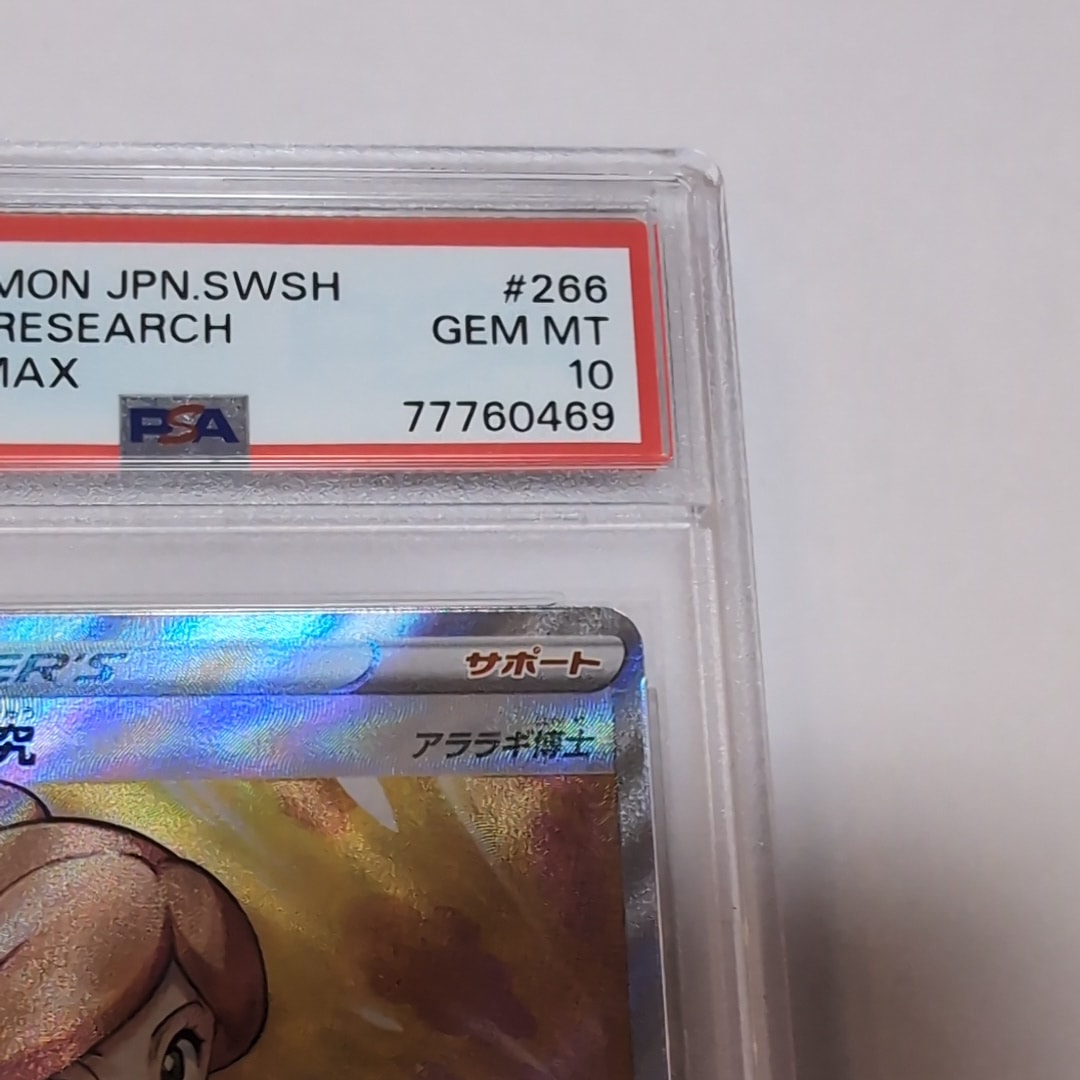 MON JPN.SWSH #266
RESEARCH GEM MT
MAX 10
PSA 77760469
ER'S サポート
究 アララギ博士